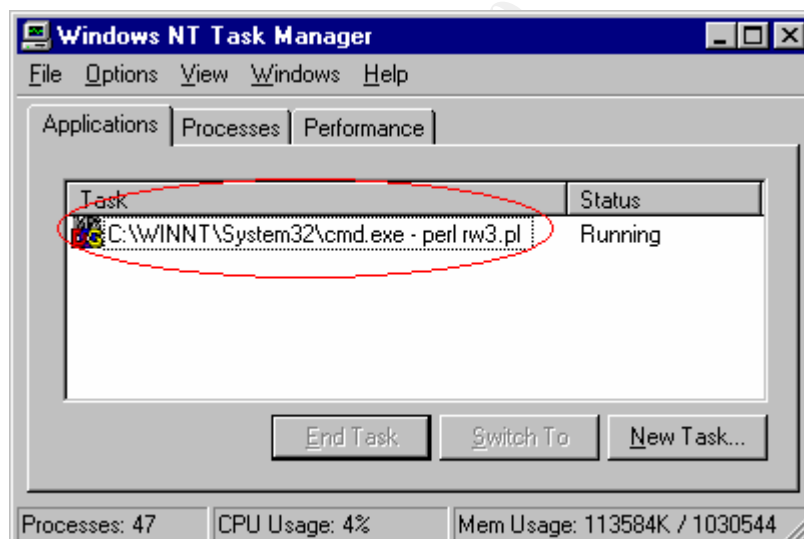 Windows NT Task Manager
File Options View Windows Help
Applications Processes Performance
Task Status
C:\WINNT\System32\cmd.exe - perl rw3.pl Running
End Task Switch To New Task...
Processes: 47 CPU Usage: 4% Mem Usage: 113584K / 1030544